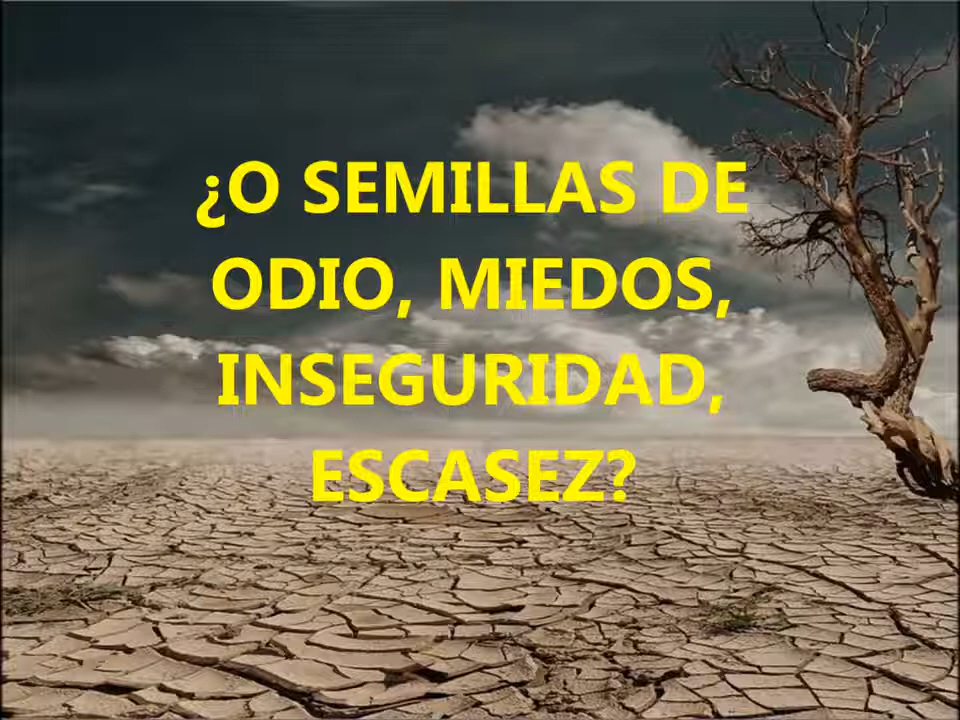 ¿O SEMILLAS DE
ODIO, MIEDOS,
INSEGURIDAD,
ESCASEZ?